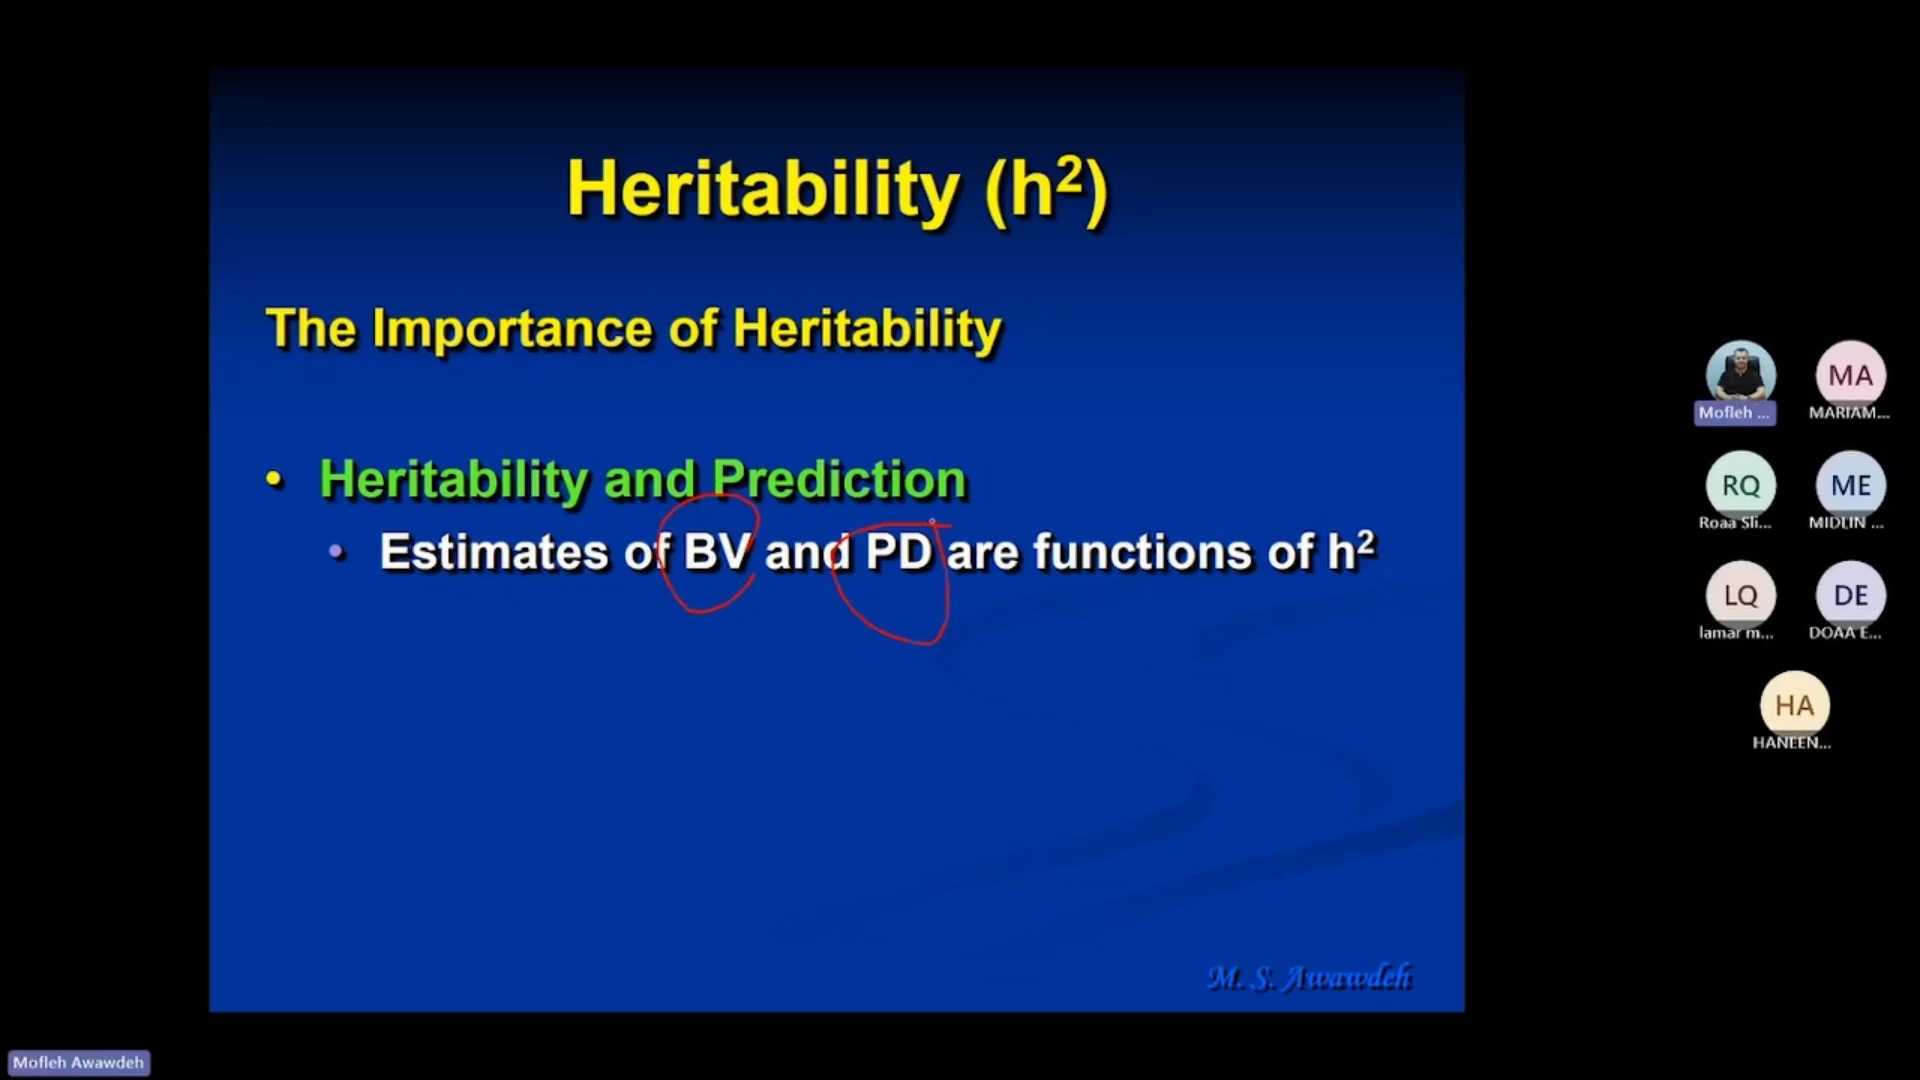 Heritability (h²)
The Importance of Heritability
• Heritability and Prediction
• Estimates of BV and PD are functions of h²
M. S. Awawdeh
Mofleh ...
MA
MARIAM...
RQ
Roaa Sli...
ME
MIDLIN ...
LQ
lamar m...
DE
DOAA E...
HA
HANEEN...
Mofleh Awawdeh